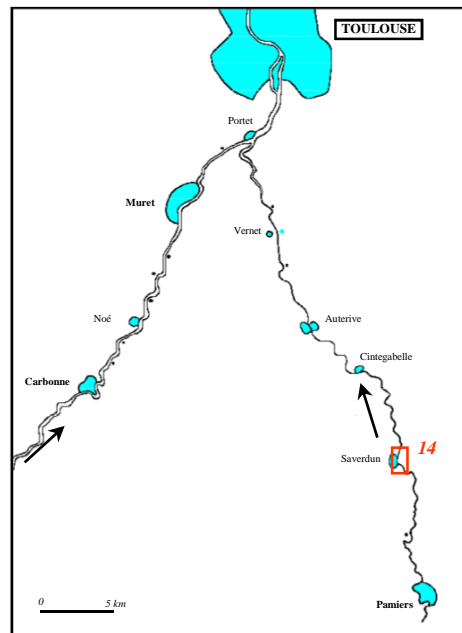 TOULOUSE
Portet
Muret
Vernet
Noé
Auterive
Cintegabelle
Carbonne
14
Saverdun
0 5 km
Pamiers